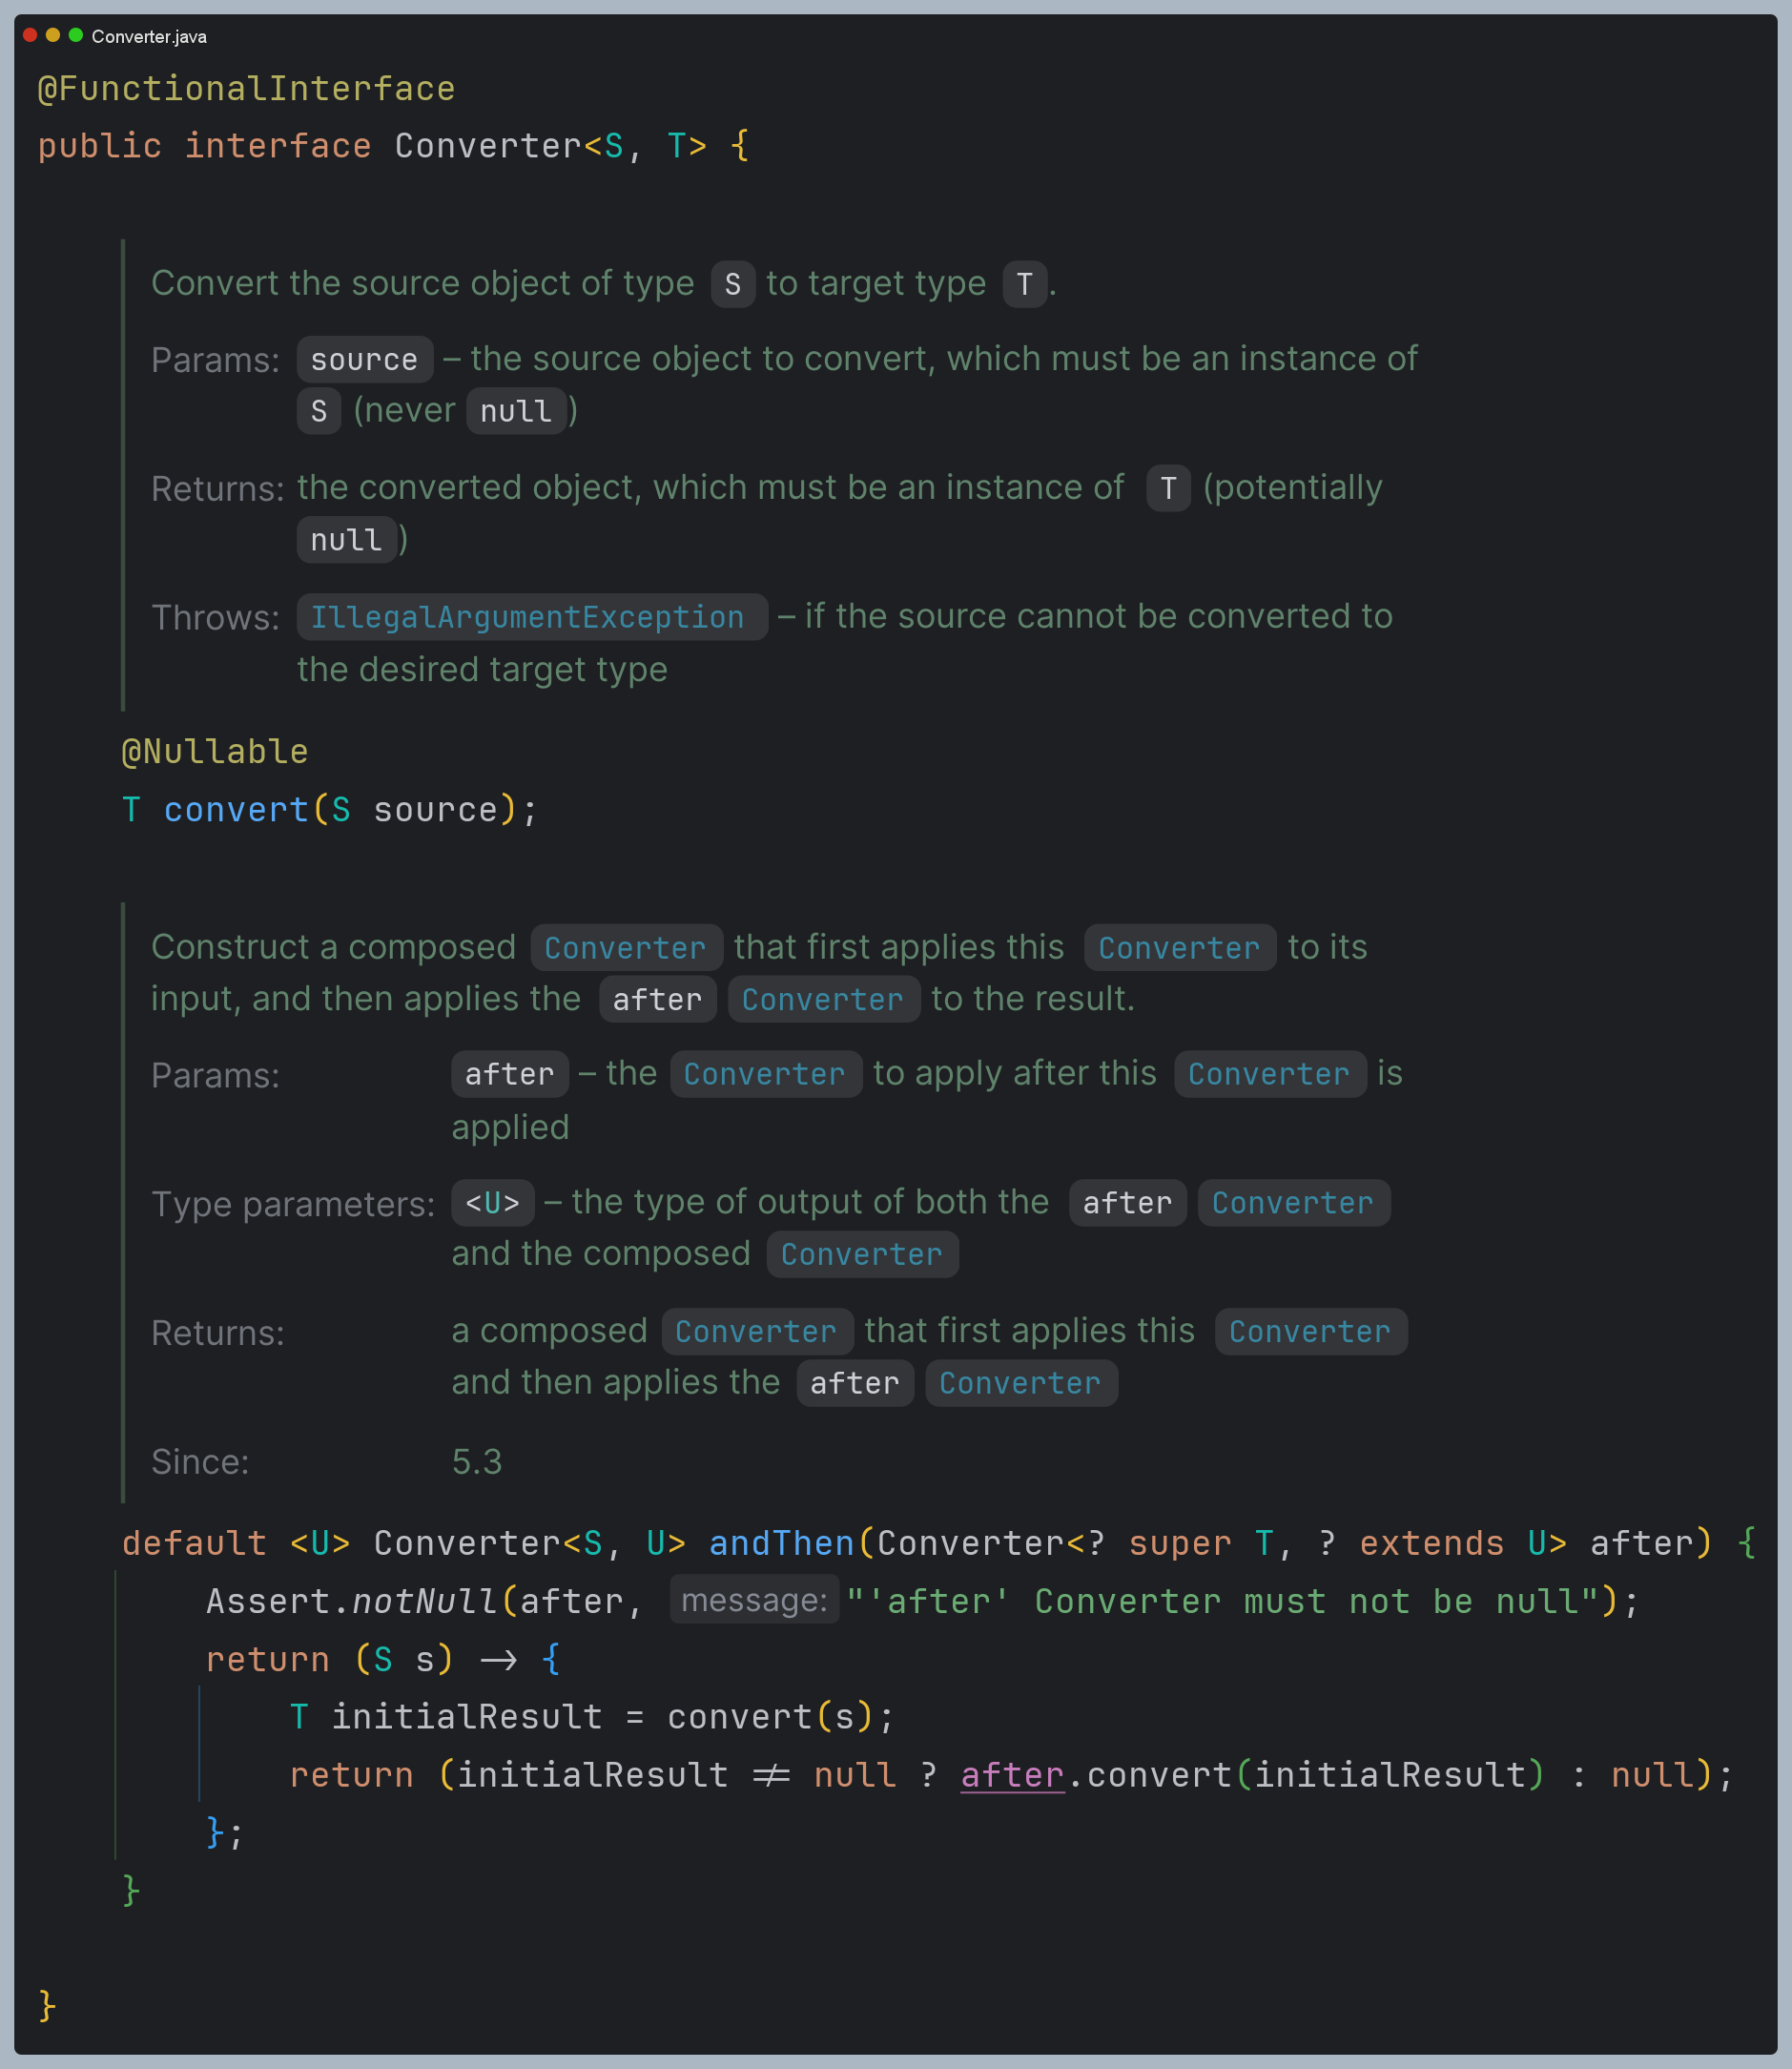 Converter.java
@FunctionalInterface
public interface Converter<S, T> {
Convert the source object of type S to target type T.
Params: source – the source object to convert, which must be an instance of
S (never null)
Returns: the converted object, which must be an instance of T (potentially
null)
Throws: IllegalArgumentException – if the source cannot be converted to
the desired target type
@Nullable
T convert(S source);
Construct a composed Converter that first applies this Converter to its
input, and then applies the after Converter to the result.
Params: after – the Converter to apply after this Converter is
applied
Type parameters: <U> – the type of output of both the after Converter
and the composed Converter
Returns: a composed Converter that first applies this Converter
and then applies the after Converter
Since: 5.3
default <U> Converter<S, U> andThen(Converter<? super T, ? extends U> after) {
Assert.notNull(after, message: "'after' Converter must not be null");
return (S s) -> {
T initialResult = convert(s);
return (initialResult != null ? after.convert(initialResult) : null);
};
}
}